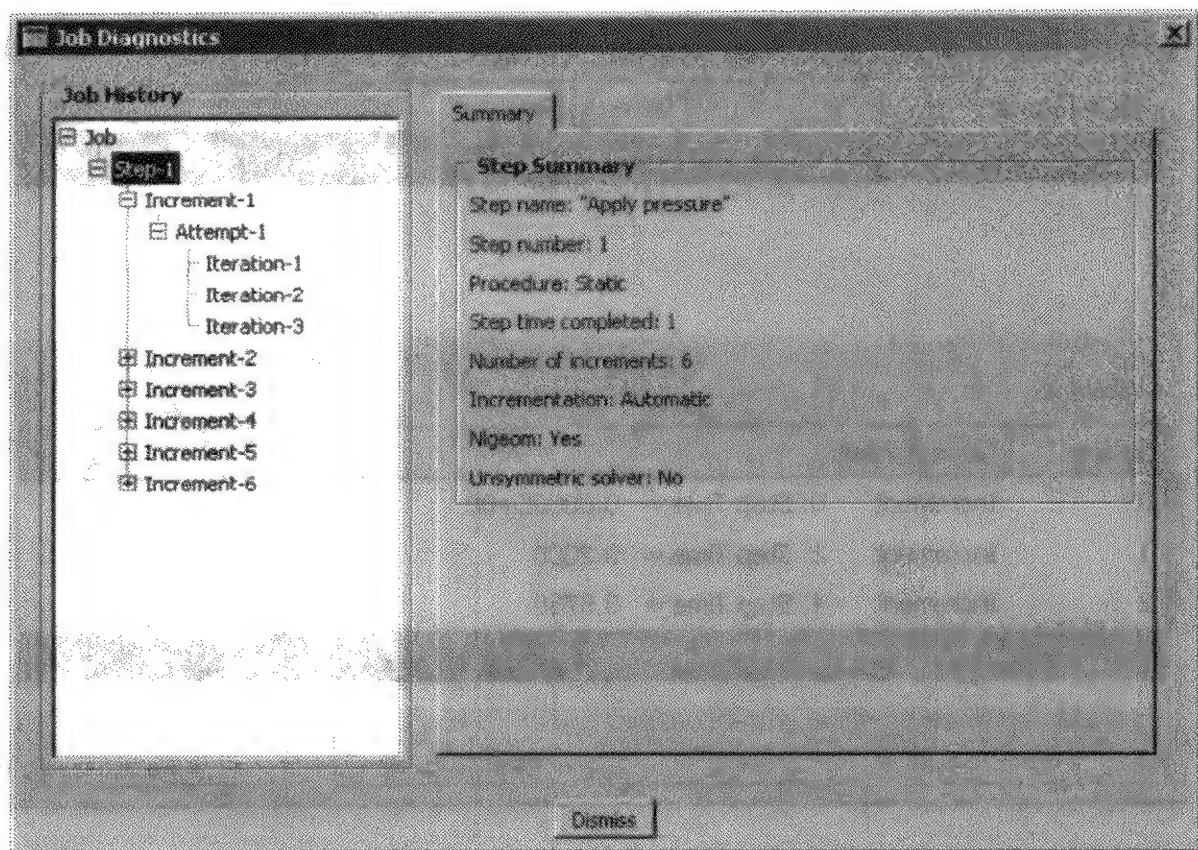 Job Diagnostics
Job History
Job
Step-1
Increment-1
Attempt-1
Iteration-1
Iteration-2
Iteration-3
Increment-2
Increment-3
Increment-4
Increment-5
Increment-6
Summary
Step Summary
Step name: "Apply pressure"
Step number: 1
Procedure: Static
Step time completed: 1
Number of increments: 6
Incrementation: Automatic
Nlgeom: Yes
Unsymmetric solver: No
Dismiss